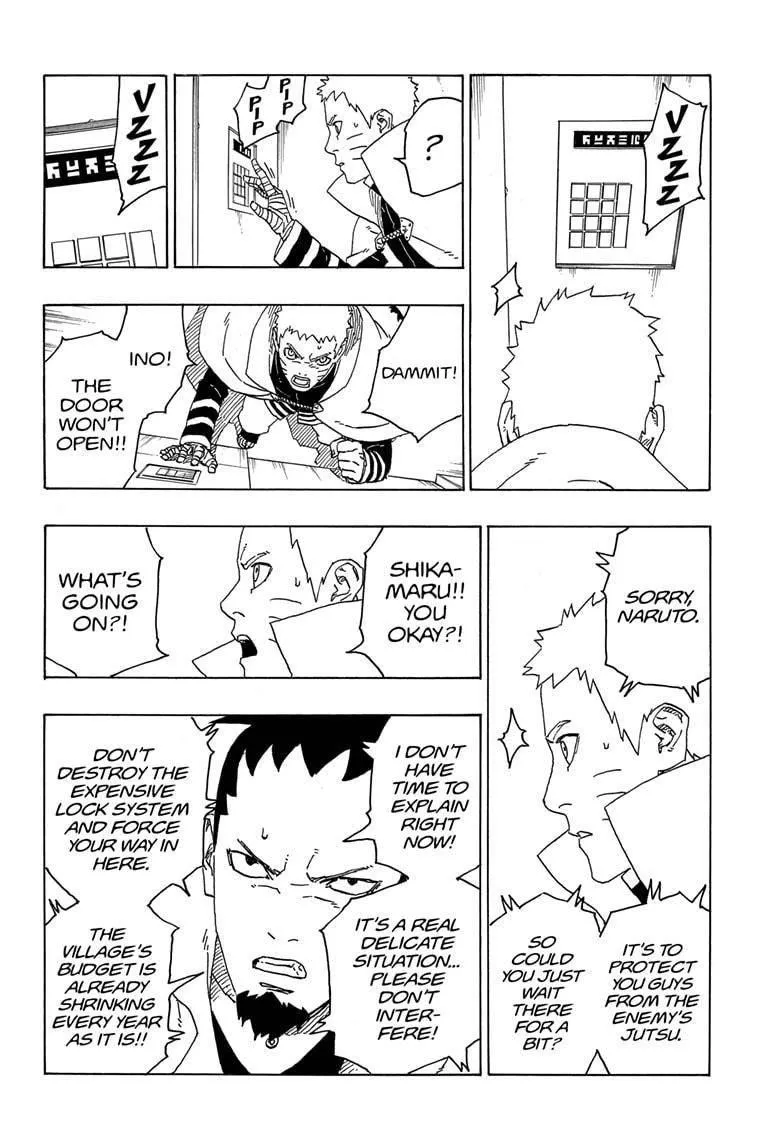 VZZZ
?
PIP
PIP
VZZZ
DAMMIT!
INO!
THE
DOOR
WON'T
OPEN!!
SORRY,
NARUTO.
IT'S TO
PROTECT
YOU GUYS
FROM THE
ENEMY'S
JUTSU.
SO
COULD
YOU JUST
WAIT
THERE
FOR A
BIT?
SHIKA-
MARU!!
YOU
OKAY?!
WHAT'S
GOING
ON?!
I DON'T
HAVE
TIME TO
EXPLAIN
RIGHT
NOW!
IT'S A REAL
DELICATE
SITUATION...
PLEASE
DON'T
INTER-
FERE!
DON'T
DESTROY THE
EXPENSIVE
LOCK SYSTEM
AND FORCE
YOUR WAY IN
HERE.
THE
VILLAGE'S
BUDGET IS
ALREADY
SHRINKING
EVERY YEAR
AS IT IS!!